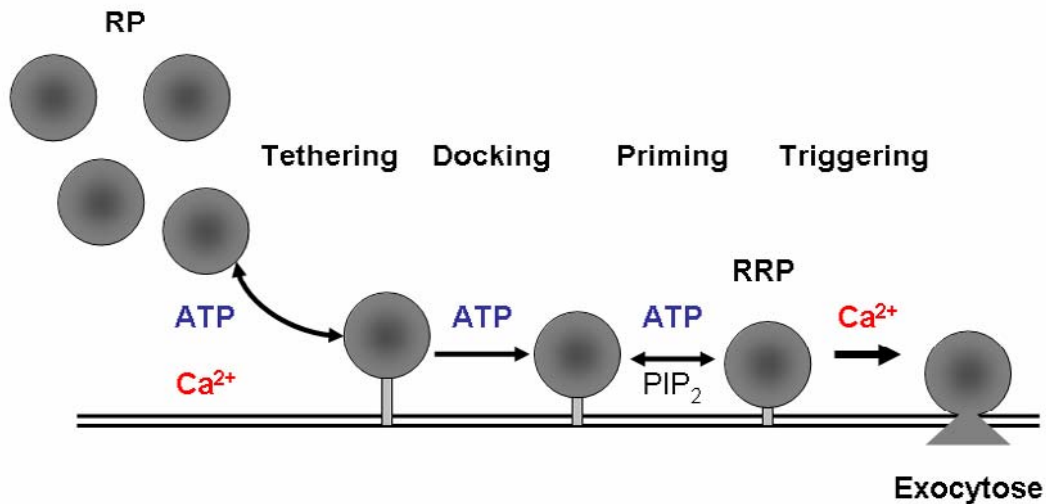 RP
Tethering Docking Priming Triggering
RRP
ATP ATP ATP Ca²⁺
Ca²⁺ PIP₂
Exocytose